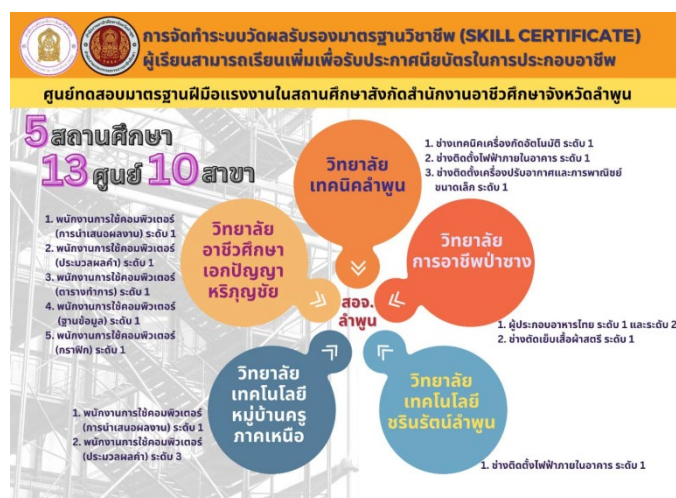 การจัดทำระบบวัดผลรับรองมาตรฐานวิชาชีพ (SKILL CERTIFICATE)
ผู้เรียนสามารถเรียนเพิ่มเพื่อรับประกาศนียบัตรในการประกอบอาชีพ
ศูนย์ทดสอบมาตรฐานฝีมือแรงงานในสถานศึกษาสังกัดสำนักงานอาชีวศึกษาจังหวัดลำพูน
5 สถานศึกษา
13 ศูนย์ 10 สาขา
วิทยาลัย
เทคนิคลำพูน
1. ช่างเทคนิคเครื่องกัดอัตโนมัติ ระดับ 1
2. ช่างติดตั้งไฟฟ้าภายในอาคาร ระดับ 1
3. ช่างติดตั้งเครื่องปรับอากาศและการพาณิชย์
ขนาดเล็ก ระดับ 1
1. พนักงานการใช้คอมพิวเตอร์
(การนำเสนอผลงาน) ระดับ 1
2. พนักงานการใช้คอมพิวเตอร์
(ประมวลผลคำ) ระดับ 1
3. พนักงานการใช้คอมพิวเตอร์
(ตารางทำการ) ระดับ 1
4. พนักงานการใช้คอมพิวเตอร์
(ฐานข้อมูล) ระดับ 1
5. พนักงานการใช้คอมพิวเตอร์
(กราฟิก) ระดับ 1
วิทยาลัย
อาชีวศึกษา
เอกปัญญา
หริภุญชัย
วิทยาลัย
การอาชีพป่าซาง
สอจ.
ลำพูน
1. ผู้ประกอบอาหารไทย ระดับ 1 และระดับ 2
2. ช่างตัดเย็บเสื้อผ้าสตรี ระดับ 1
วิทยาลัย
เทคโนโลยี
หมู่บ้านครู
ภาคเหนือ
วิทยาลัย
เทคโนโลยี
ชรินรัตน์ลำพูน
1. พนักงานการใช้คอมพิวเตอร์
(การนำเสนอผลงาน) ระดับ 1
2. พนักงานการใช้คอมพิวเตอร์
(ประมวลผลคำ) ระดับ 3
1. ช่างติดตั้งไฟฟ้าภายในอาคาร ระดับ 1